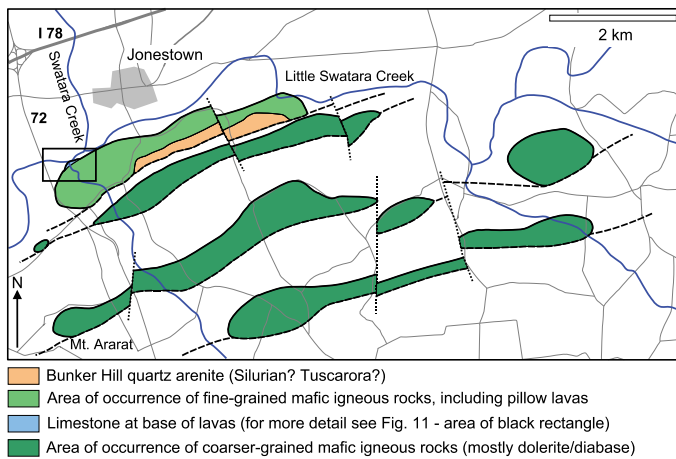 I 78
Jonestown
2 km
Swatara Creek
Little Swatara Creek
72
N
Mt. Ararat
Bunker Hill quartz arenite (Silurian? Tuscarora?)
Area of occurrence of fine-grained mafic igneous rocks, including pillow lavas
Limestone at base of lavas (for more detail see Fig. 11 - area of black rectangle)
Area of occurrence of coarser-grained mafic igneous rocks (mostly dolerite/diabase)